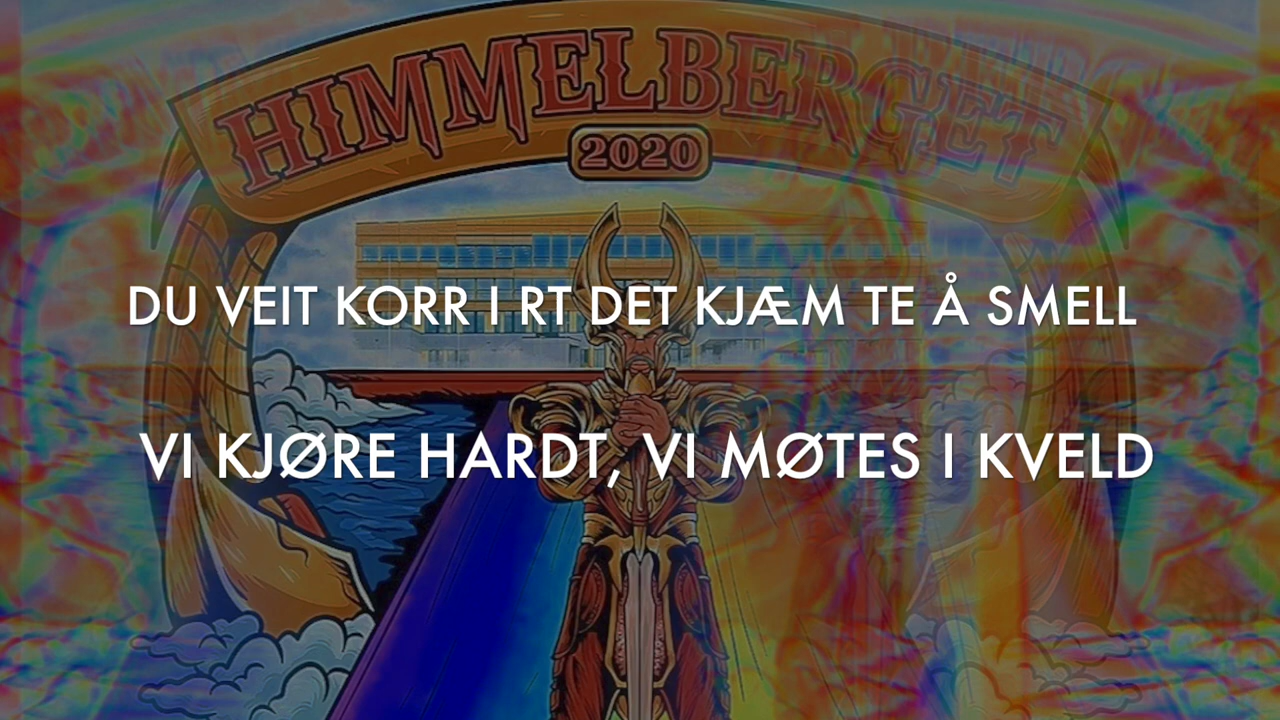 HIMMELBERGET
2020
DU VEIT KORR I RT DET KJÆM TE Å SMELL
VI KJØRE HARDT, VI MØTES I KVELD